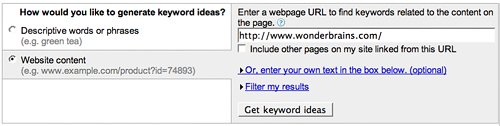 How would you like to generate keyword ideas?
Descriptive words or phrases
(e.g. green tea)
Website content
(e.g. www.example.com/product?id=74893)
Enter a webpage URL to find keywords related to the content on
the page. ?
http://www.wonderbrains.com/
Include other pages on my site linked from this URL
Or, enter your own text in the box below. (optional)
Filter my results
Get keyword ideas